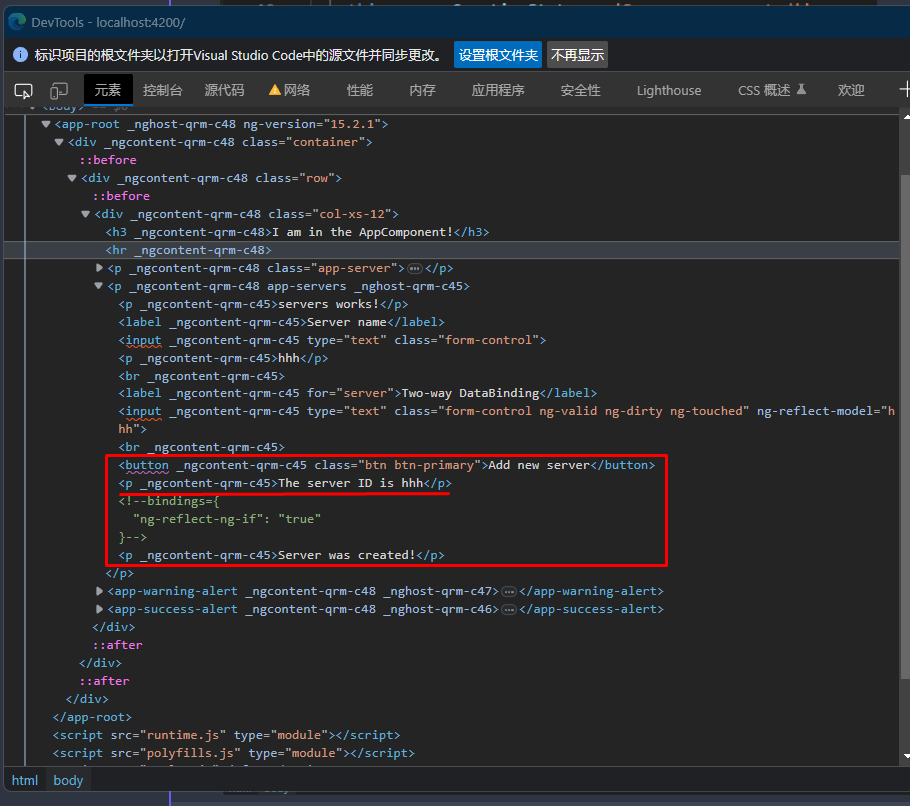 DevTools - localhost:4200/
标识项目的根文件夹以打开Visual Studio Code中的源文件并同步更改。 设置根文件夹 不再显示
元素 控制台 源代码 网络 性能 内存 应用程序 安全性 Lighthouse CSS 概述 欢迎
<app-root _nghost-qrm-c48 ng-version="15.2.1">
<div _ngcontent-qrm-c48 class="container">
::before
<div _ngcontent-qrm-c48 class="row">
::before
<div _ngcontent-qrm-c48 class="col-xs-12">
<h3 _ngcontent-qrm-c48>I am in the AppComponent!</h3>
<hr _ngcontent-qrm-c48>
<p _ngcontent-qrm-c48 class="app-server">…</p>
<p _ngcontent-qrm-c48 app-servers _nghost-qrm-c45>
<p _ngcontent-qrm-c45>servers works!</p>
<label _ngcontent-qrm-c45>Server name</label>
<input _ngcontent-qrm-c45 type="text" class="form-control">
<p _ngcontent-qrm-c45>hhh</p>
<br _ngcontent-qrm-c45>
<label _ngcontent-qrm-c45 for="server">Two-way DataBinding</label>
<input _ngcontent-qrm-c45 type="text" class="form-control ng-valid ng-dirty ng-touched" ng-reflect-model="h
hh">
<br _ngcontent-qrm-c45>
<button _ngcontent-qrm-c45 class="btn btn-primary">Add new server</button>
<p _ngcontent-qrm-c45>The server ID is hhh</p>
<!--bindings={
"ng-reflect-ng-if": "true"
}-->
<p _ngcontent-qrm-c45>Server was created!</p>
</p>
<app-warning-alert _ngcontent-qrm-c48 _nghost-qrm-c47>…</app-warning-alert>
<app-success-alert _ngcontent-qrm-c48 _nghost-qrm-c46>…</app-success-alert>
</div>
::after
</div>
::after
</div>
</app-root>
<script src="runtime.js" type="module"></script>
<script src="polyfills.js" type="module"></script>
html body